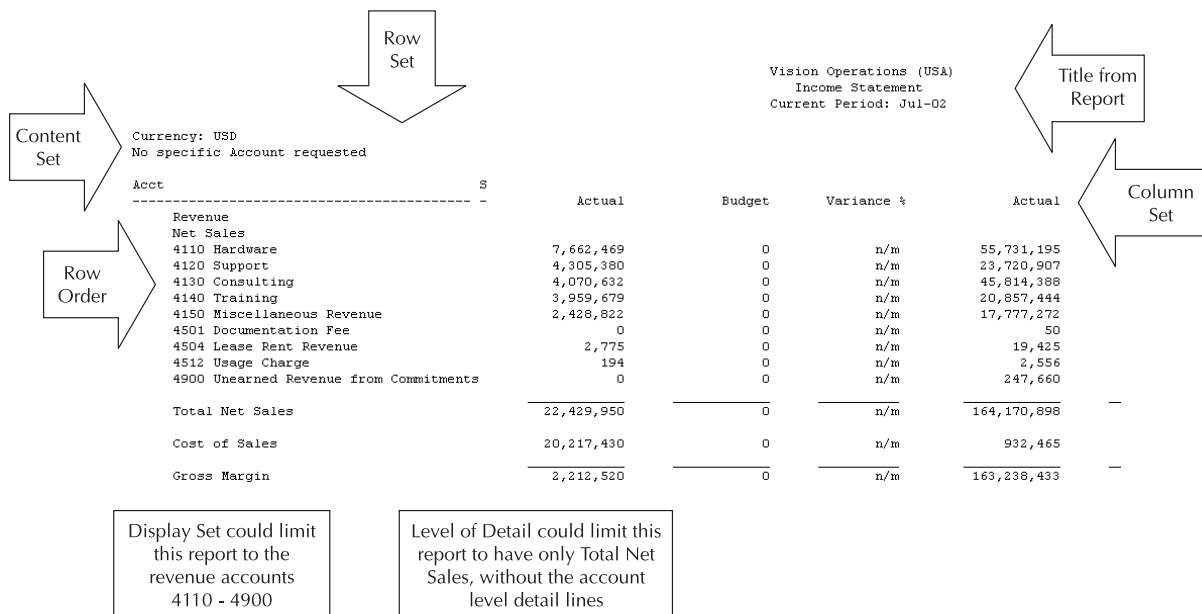 Row
Set
Vision Operations (USA)
Income Statement
Current Period: Jul-02
Title from
Report
Content
Set
Currency: USD
No specific Account requested
Acct S
Actual Budget Variance % Actual
Column
Set
Row
Order
Revenue
Net Sales
4110 Hardware 7,662,469 0 n/m 55,731,195
4120 Support 4,305,380 0 n/m 23,720,907
4130 Consulting 4,070,632 0 n/m 45,814,388
4140 Training 3,959,679 0 n/m 20,857,444
4150 Miscellaneous Revenue 2,428,822 0 n/m 17,777,272
4501 Documentation Fee 0 0 n/m 50
4504 Lease Rent Revenue 2,775 0 n/m 19,425
4512 Usage Charge 194 0 n/m 2,556
4900 Unearned Revenue from Commitments 0 0 n/m 247,660
Total Net Sales 22,429,950 0 n/m 164,170,898
Cost of Sales 20,217,430 0 n/m 932,465
Gross Margin 2,212,520 0 n/m 163,238,433
Display Set could limit
this report to the
revenue accounts
4110 - 4900
Level of Detail could limit this
report to have only Total Net
Sales, without the account
level detail lines